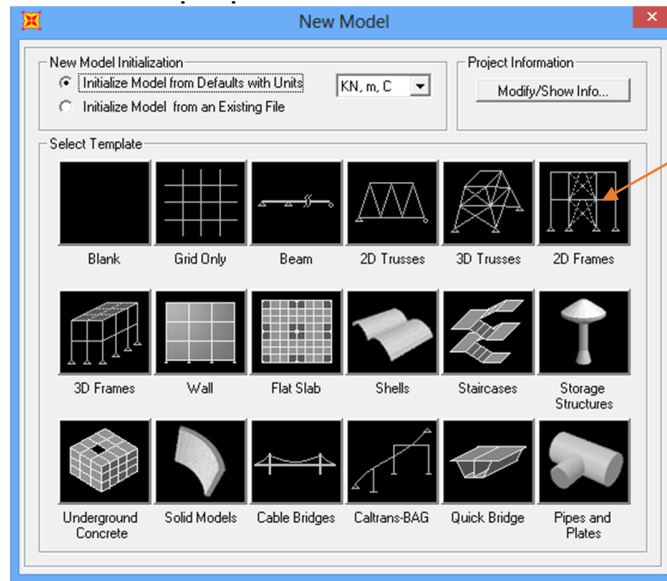 New Model
New Model Initialization
Initialize Model from Defaults with Units
KN, m, C
Initialize Model from an Existing File
Project Information
Modify/Show Info...
Select Template
Blank
Grid Only
Beam
2D Trusses
3D Trusses
2D Frames
3D Frames
Wall
Flat Slab
Shells
Staircases
Storage
Structures
Underground
Concrete
Solid Models
Cable Bridges
Caltrans-BAG
Quick Bridge
Pipes and
Plates